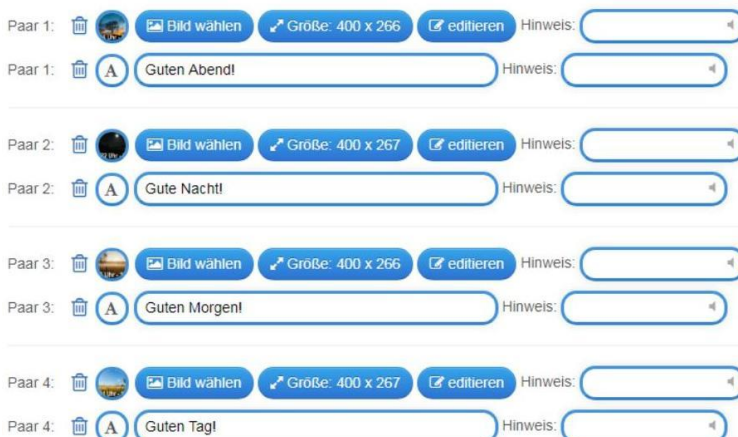 Paar 1: Bild wählen Größe: 400 x 266 editieren Hinweis:
Paar 1: A Guten Abend! Hinweis:
Paar 2: Bild wählen Größe: 400 x 267 editieren Hinweis:
Paar 2: A Gute Nacht! Hinweis:
Paar 3: Bild wählen Größe: 400 x 266 editieren Hinweis:
Paar 3: A Guten Morgen! Hinweis:
Paar 4: Bild wählen Größe: 400 x 267 editieren Hinweis:
Paar 4: A Guten Tag! Hinweis: